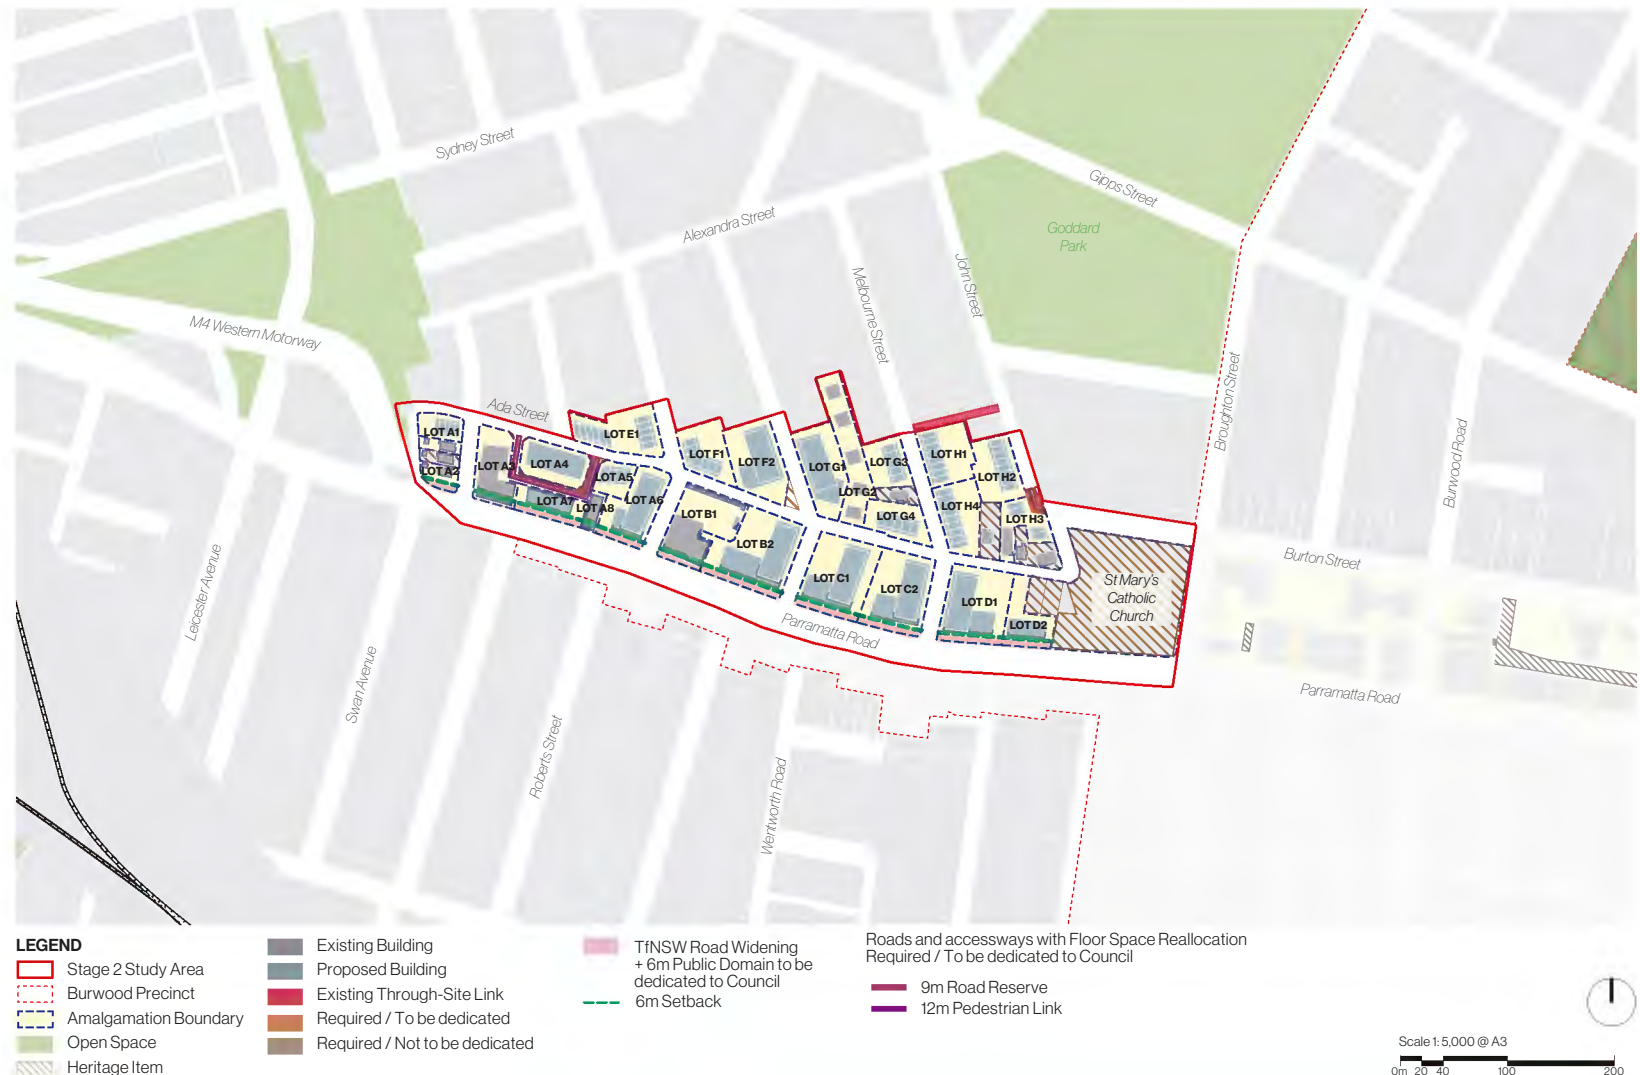 Sydney Street
Alexandra Street
Gipps Street
Goddard
Park
John Street
Melbourne Street
M4 Western Motorway
Broughton Street
Ada Street
Burwood Road
LOT A1
LOT A2
LOT A3
LOT A4
LOT A5
LOT A6
LOT A7
LOT A8
LOT E1
LOT F1
LOT F2
LOT G1
LOT G2
LOT G3
LOT G4
LOT H1
LOT H2
LOT H3
LOT H4
LOT B1
LOT B2
LOT C1
LOT C2
LOT D1
LOT D2
St Mary's
Catholic
Church
Burton Street
Parramatta Road
Parramatta Road
Leicester Avenue
Swan Avenue
Roberts Street
Wentworth Road
LEGEND
Stage 2 Study Area
Burwood Precinct
Amalgamation Boundary
Open Space
Heritage Item
Existing Building
Proposed Building
Existing Through-Site Link
Required / To be dedicated
Required / Not to be dedicated
TfNSW Road Widening
+ 6m Public Domain to be
dedicated to Council
6m Setback
Roads and accessways with Floor Space Reallocation
Required / To be dedicated to Council
9m Road Reserve
12m Pedestrian Link
Scale 1: 5,000 @ A3
0m 20 40 100 200